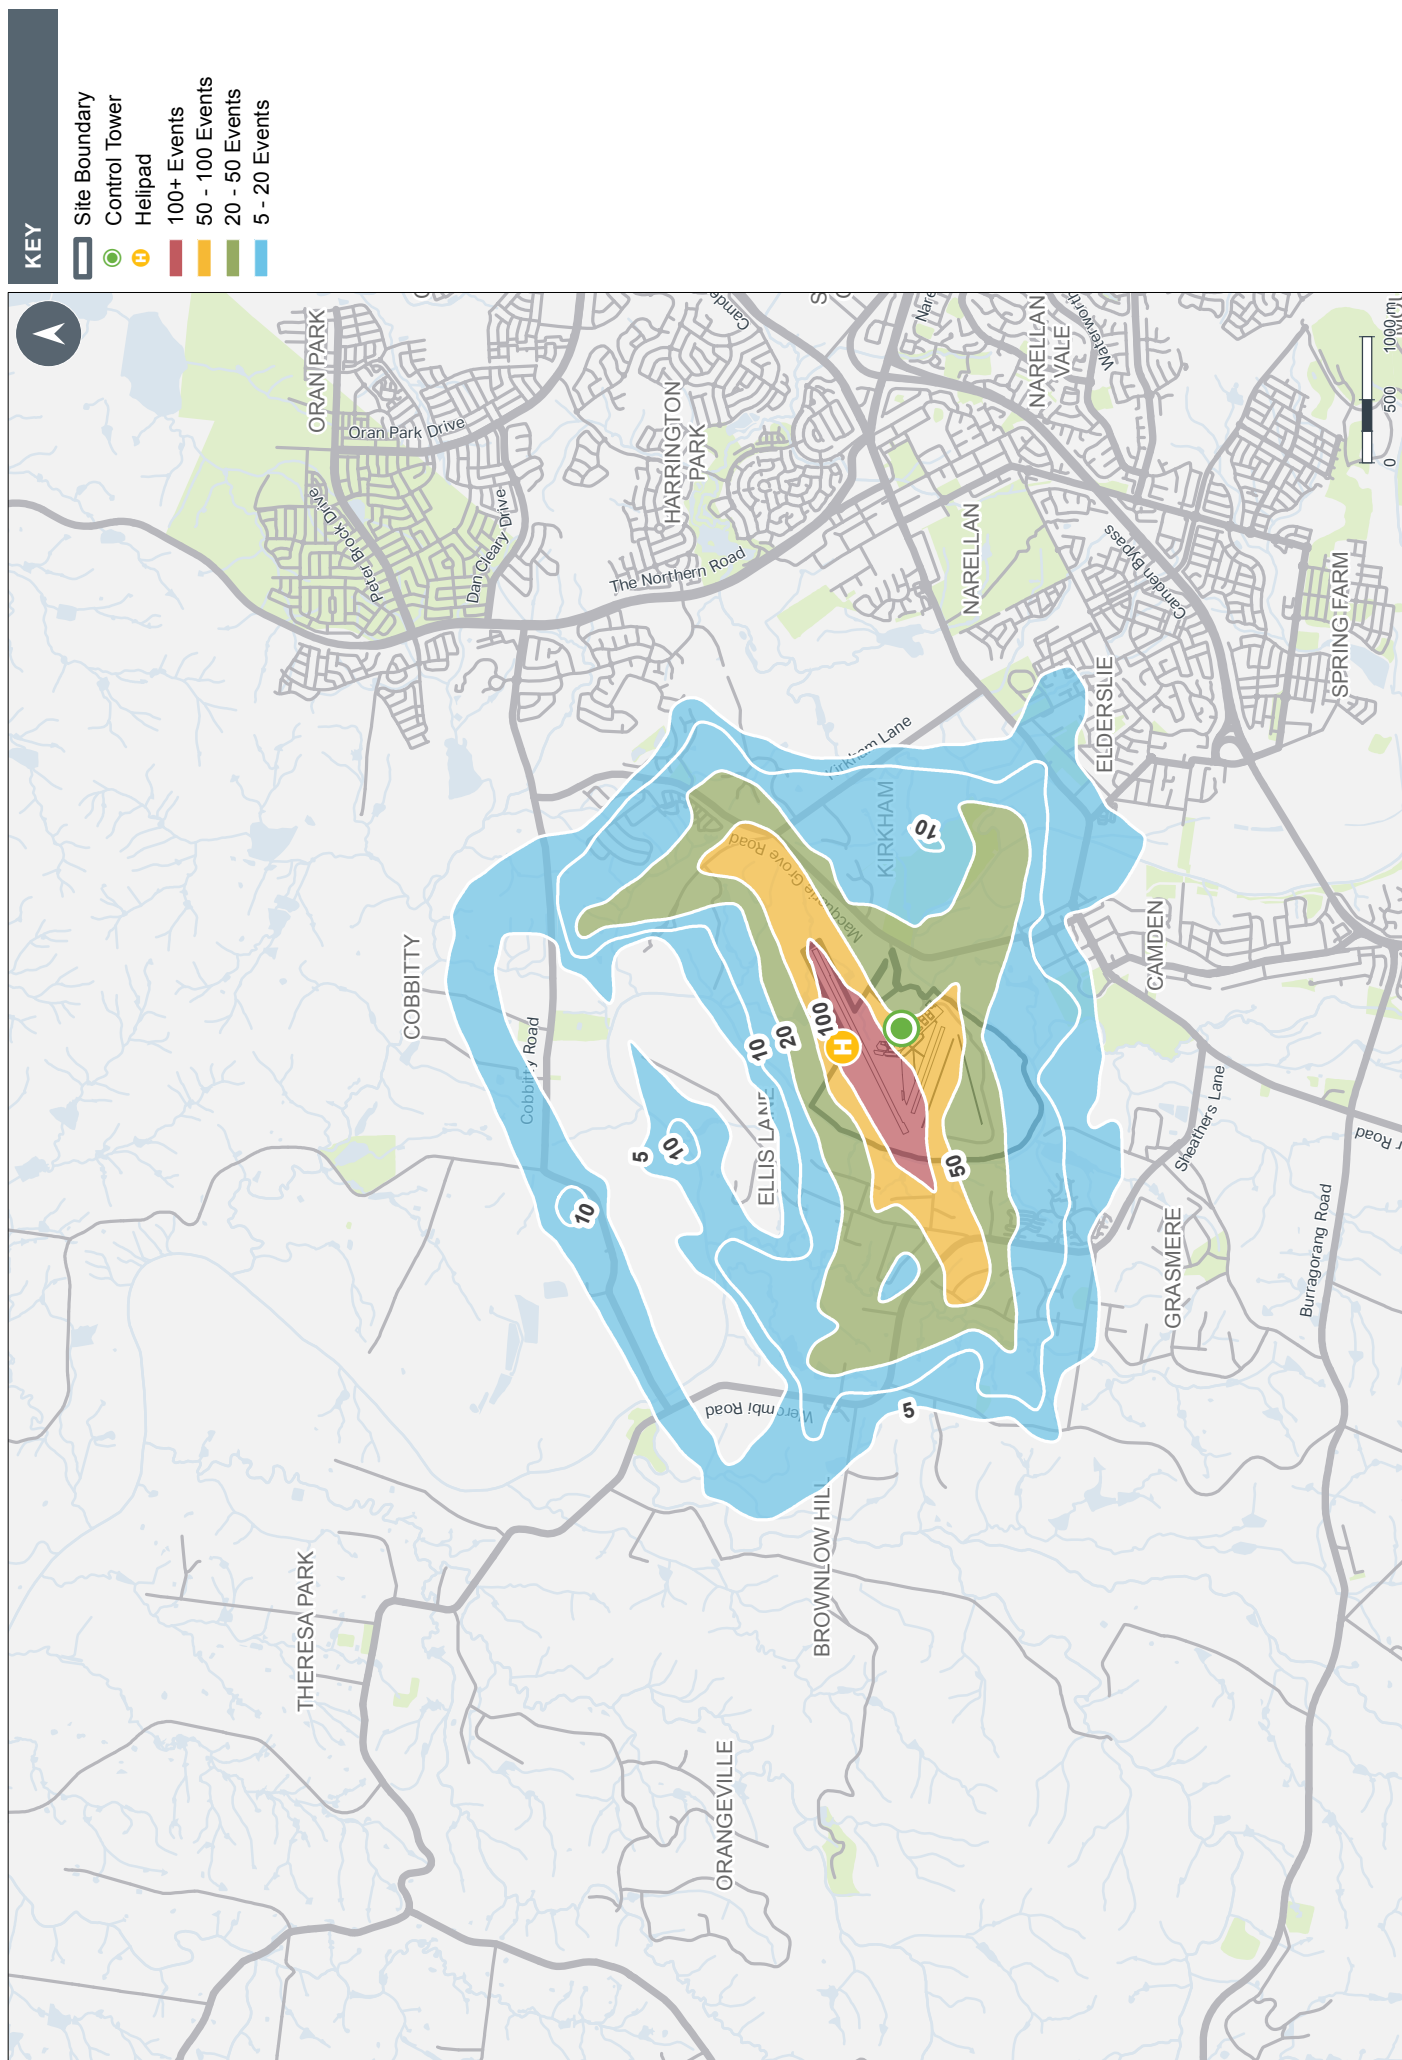 KEY
Site Boundary
Control Tower
H
Helipad
100+ Events
50 - 100 Events
20 - 50 Events
5 - 20 Events
THERESA PARK
ORANGEVILLE
BROWNLOW HILL
COBBITTY
ORAN PARK
Oran Park Drive
Peter Brock Drive
Dan Cleary Drive
HARRINGTON
PARK
The Northern Road
Cobbitty Road
Werombi Road
ELLIS LANE
Macquarie Grove Road
Kirkham Lane
KIRKHAM
NARELLAN
NARELLAN
VALE
ELDERSLIE
Camden Bypass
SPRING FARM
CAMDEN
GRASMERE
Sheathers Lane
Burragorang Road
r Road
Camde
Nare
Waterworth
H
5
10
10
5
10
20
100
50
10
0
500
1000 m